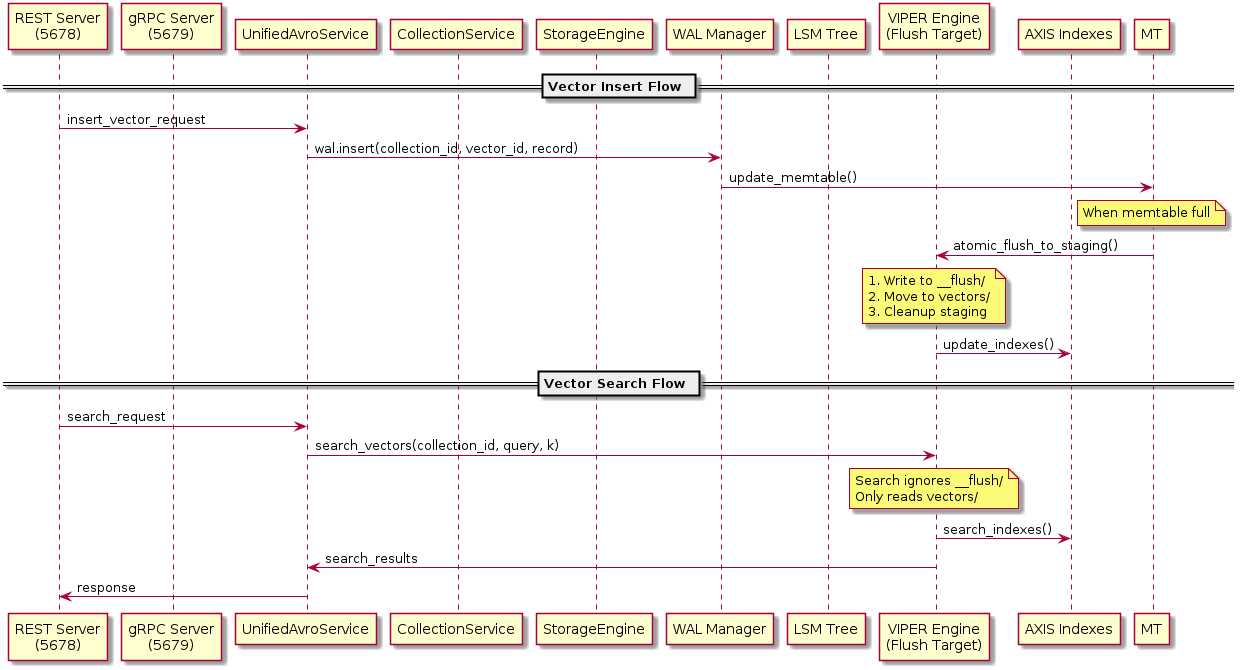 REST Server
(5678)
gRPC Server
(5679)
UnifiedAvroService
CollectionService
StorageEngine
WAL Manager
LSM Tree
VIPER Engine
(Flush Target)
AXIS Indexes
MT
Vector Insert Flow
insert_vector_request
wal.insert(collection_id, vector_id, record)
update_memtable()
When memtable full
atomic_flush_to_staging()
1. Write to __flush/
2. Move to vectors/
3. Cleanup staging
update_indexes()
Vector Search Flow
search_request
search_vectors(collection_id, query, k)
Search ignores __flush/
Only reads vectors/
search_indexes()
search_results
response
REST Server
(5678)
gRPC Server
(5679)
UnifiedAvroService
CollectionService
StorageEngine
WAL Manager
LSM Tree
VIPER Engine
(Flush Target)
AXIS Indexes
MT